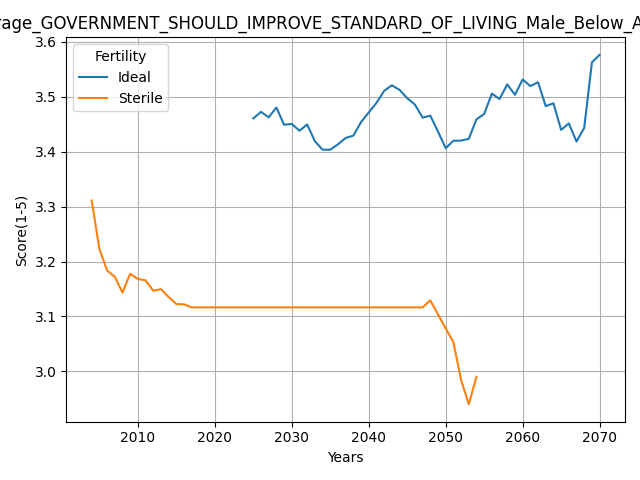 rage_GOVERNMENT_SHOULD_IMPROVE_STANDARD_OF_LIVING_Male_Below_A
3.6
3.5
3.4
3.3
3.2
3.1
3.0
Score(1-5)
Fertility
Ideal
Sterile
2010 2020 2030 2040 2050 2060 2070
Years